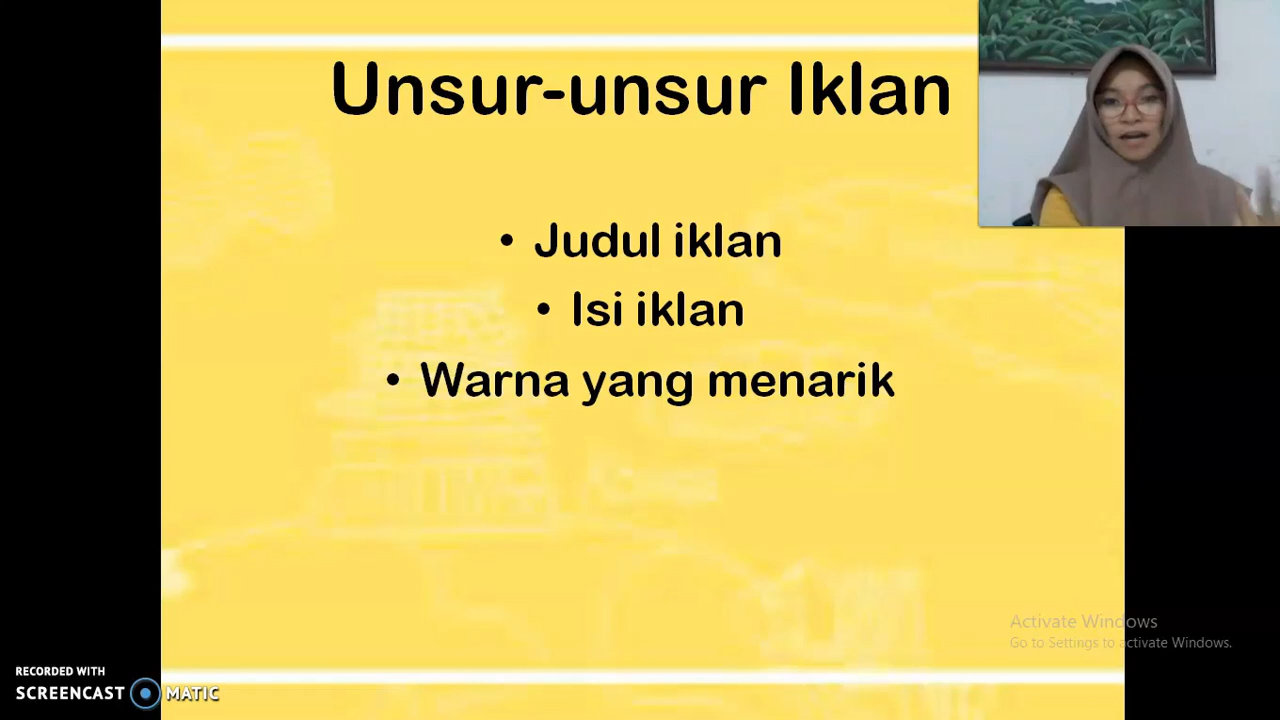 Unsur-unsur Iklan
• Judul iklan
• Isi iklan
• Warna yang menarik
Activate Windows
Go to Settings to activate Windows.
RECORDED WITH
SCREENCAST MATIC